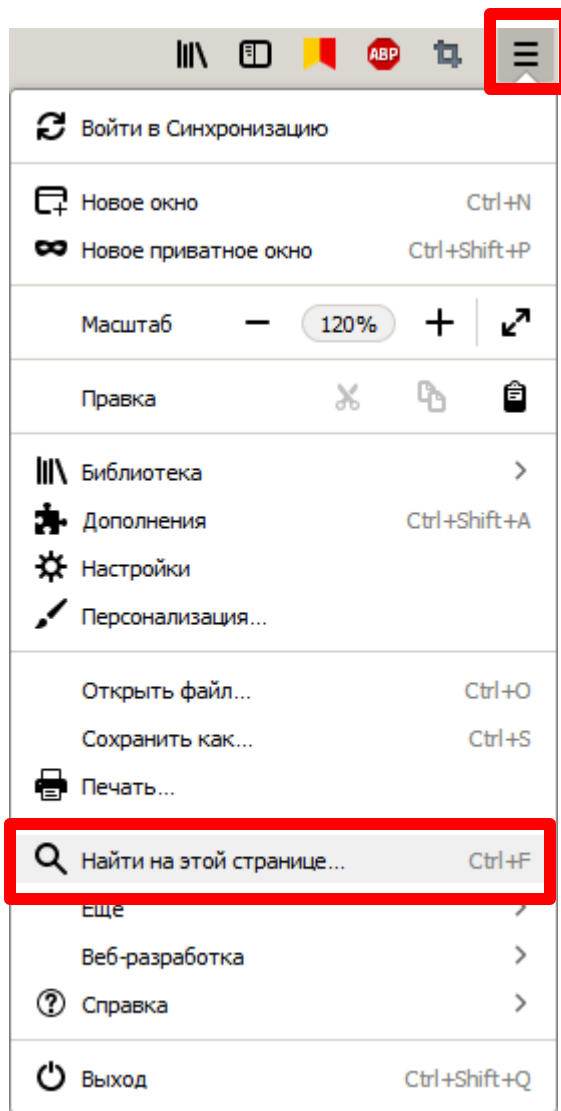 ABP
Войти в Синхронизацию
Новое окно Ctrl+N
Новое приватное окно Ctrl+Shift+P
Масштаб 120%
Правка
Библиотека
Дополнения Ctrl+Shift+A
Настройки
Персонализация...
Открыть файл... Ctrl+O
Сохранить как... Ctrl+S
Печать...
Найти на этой странице... Ctrl+F
Ещё
Веб-разработка
Справка
Выход Ctrl+Shift+Q